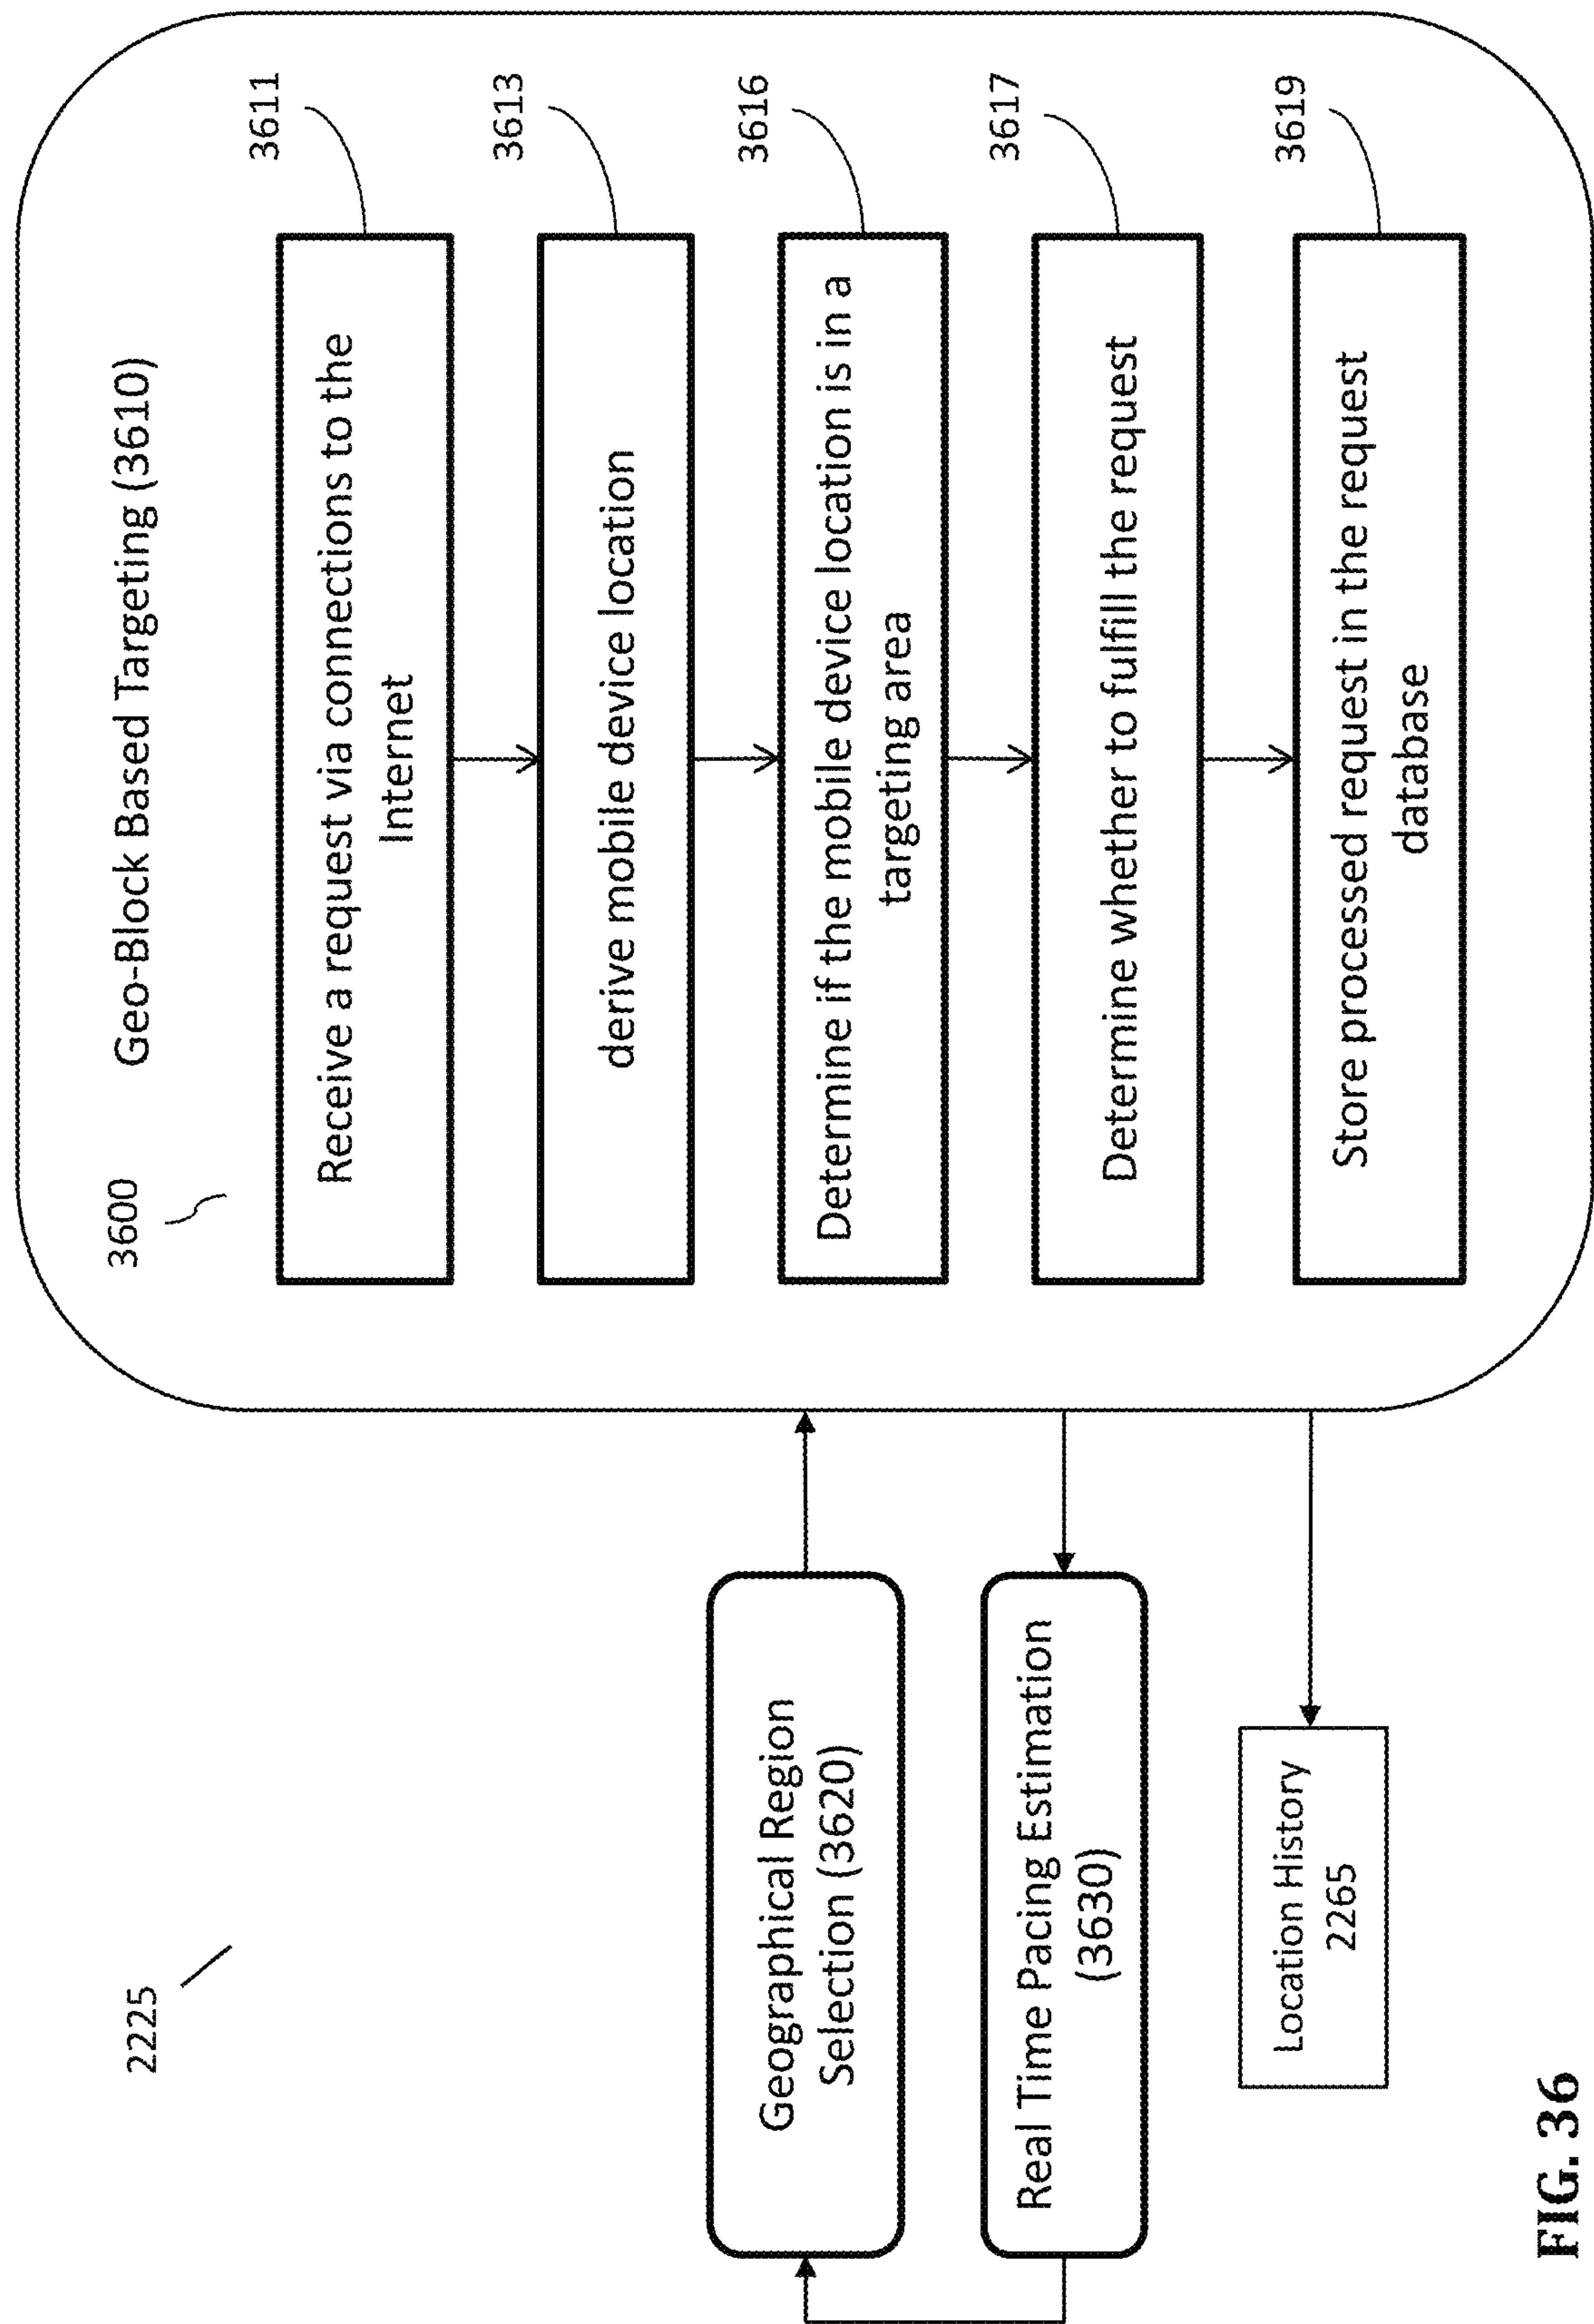 2225
3600
Geo-Block Based Targeting (3610)
Receive a request via connections to the
Internet
3611
derive mobile device location
3613
Determine if the mobile device location is in a
targeting area
3616
Determine whether to fulfill the request
3617
Store processed request in the request
database
3619
Geographical Region
Selection (3620)
Real Time Pacing Estimation
(3630)
Location History
2265
FIG. 36